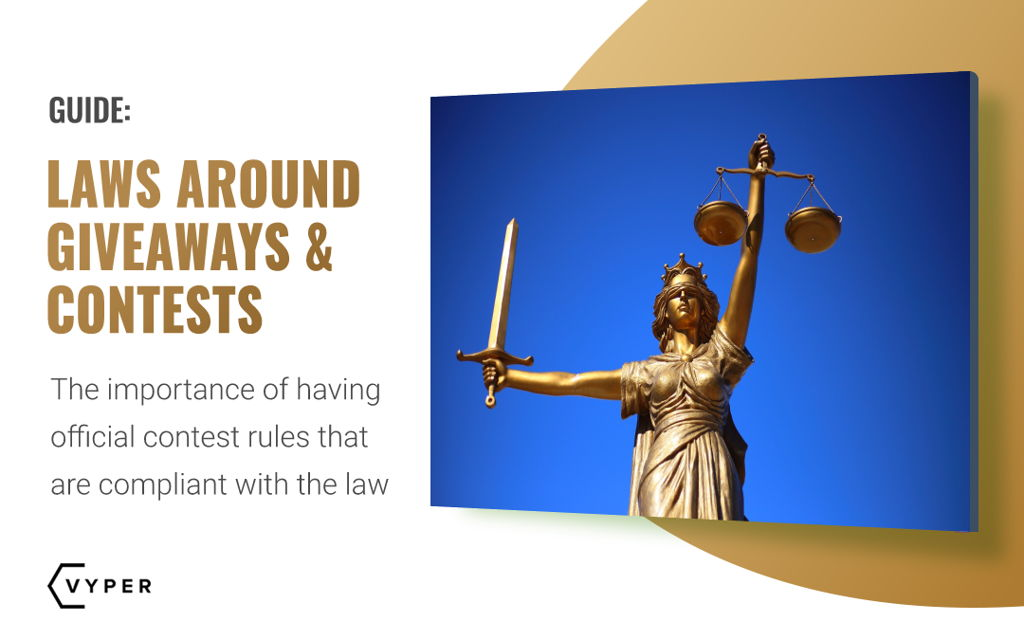 GUIDE:
LAWS AROUND
GIVEAWAYS &
CONTESTS
The importance of having
official contest rules that
are compliant with the law
VYPER